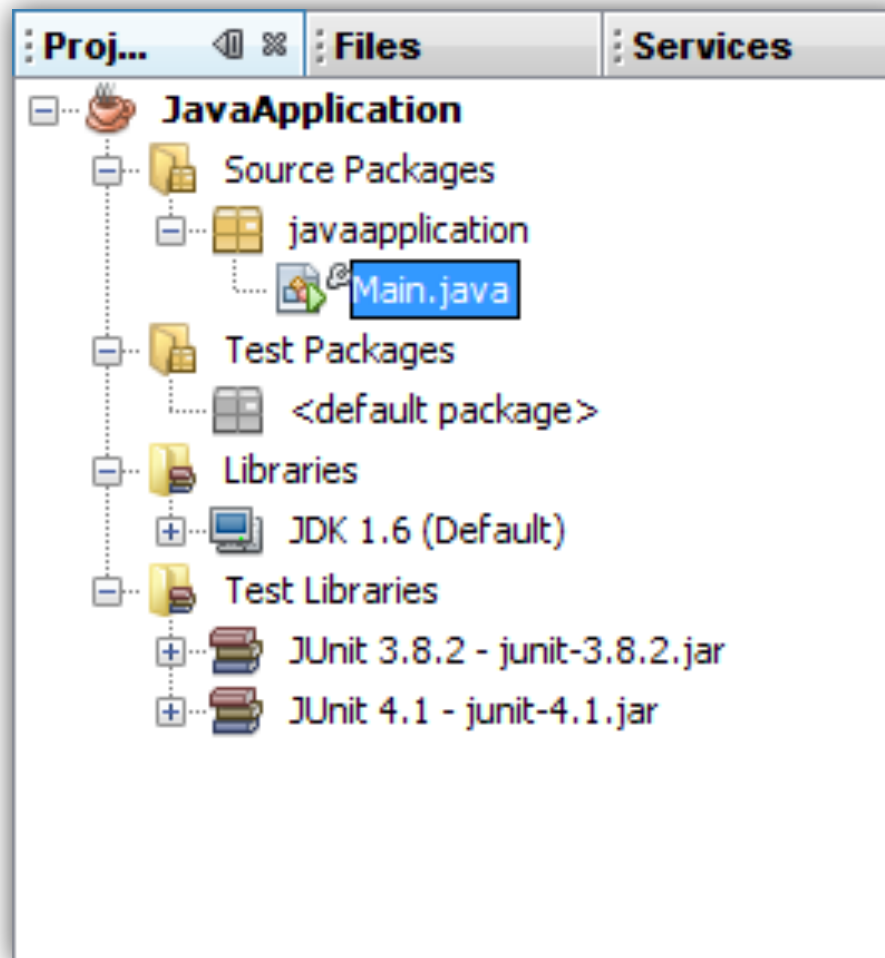 Proj... Files Services
JavaApplication
Source Packages
javaapplication
Main.java
Test Packages
<default package>
Libraries
JDK 1.6 (Default)
Test Libraries
JUnit 3.8.2 - junit-3.8.2.jar
JUnit 4.1 - junit-4.1.jar